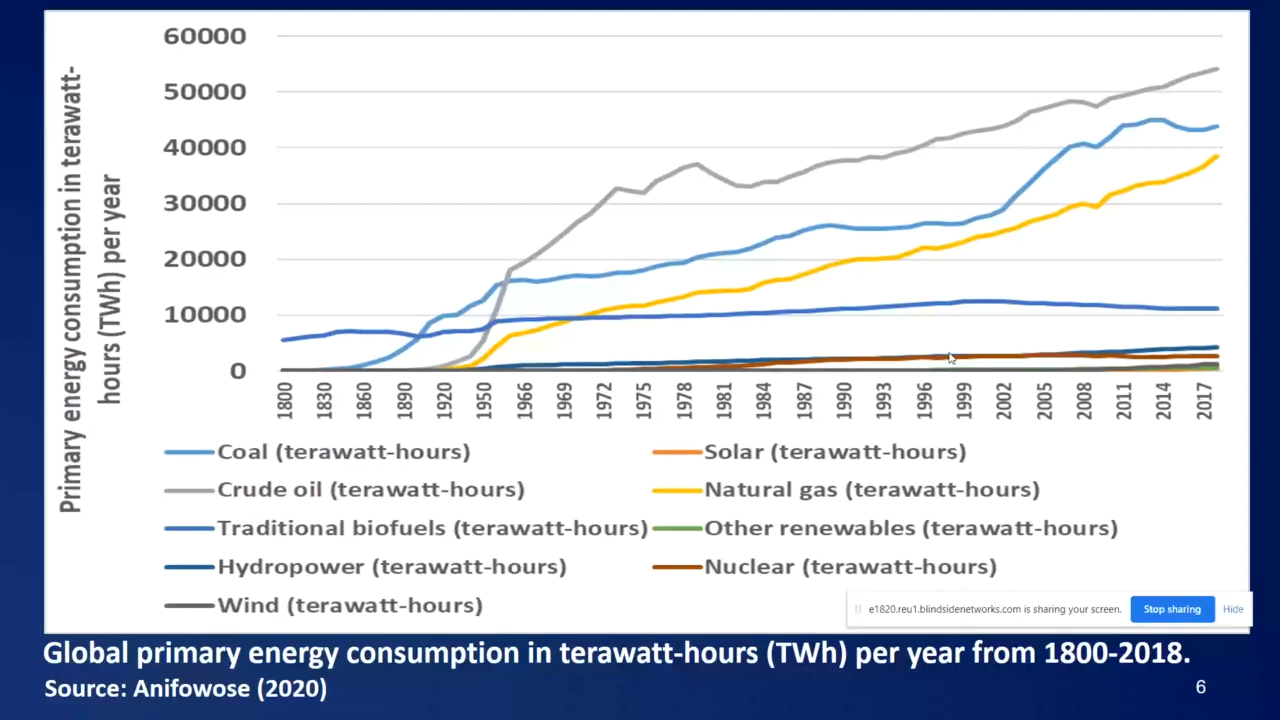 Primary energy consumption in terawatt-
hours (TWh) per year
60000
50000
40000
30000
20000
10000
0
1800 1830 1860 1890 1920 1950 1969 1972 1975 1978 1981 1984 1987 1990 1993 1996 1999 2002 2005 2008 2011 2014 2017
Coal (terawatt-hours)
Solar (terawatt-hours)
Crude oil (terawatt-hours)
Natural gas (terawatt-hours)
Traditional biofuels (terawatt-hours)
Other renewables (terawatt-hours)
Hydropower (terawatt-hours)
Nuclear (terawatt-hours)
Wind (terawatt-hours)
e1820.reu1.blindsidenetworks.com is sharing your screen. Stop sharing Hide
Global primary energy consumption in terawatt-hours (TWh) per year from 1800-2018.
Source: Anifowose (2020)
6